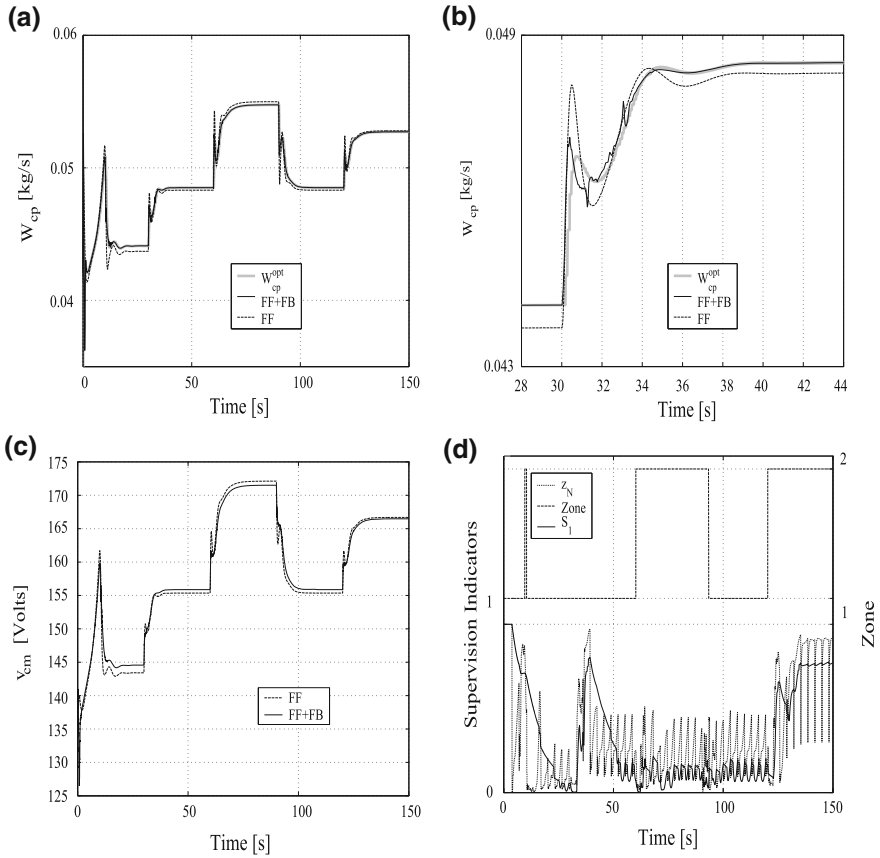 (a)
0.06
0.05
0.04
W_cp [kg/s]
W_cp^opt
FF+FB
FF
0
50
100
150
Time [s]
(b)
0.049
0.043
W_cp [kg/s]
W_cp^opt
FF+FB
FF
28
30
32
34
36
38
40
42
44
Time [s]
(c)
175
170
165
160
155
150
145
140
135
130
125
v_cm [Volts]
FF
FF+FB
0
50
100
150
Time [s]
(d)
z_N
Zone
S_1
Supervision Indicators
1
0
2
1
Zone
0
50
100
150
Time [s]